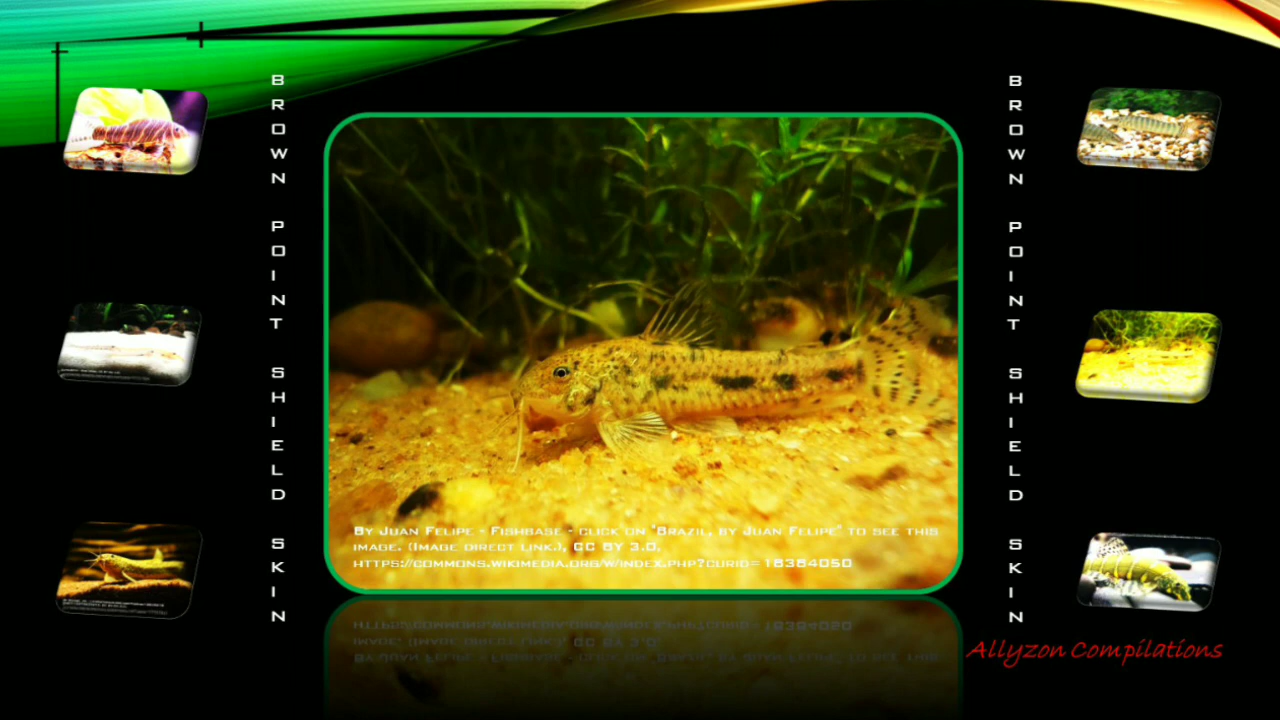 BROWN POINT SHIELD SKIN
BROWN POINT SHIELD SKIN
By Juan Felipe - Fishbase - click on "Brazil, by Juan Felipe" to see this
image. (Image direct link.), CC BY 3.0,
https://commons.wikimedia.org/w/index.php?curid=18384050
Allyzon Compilations